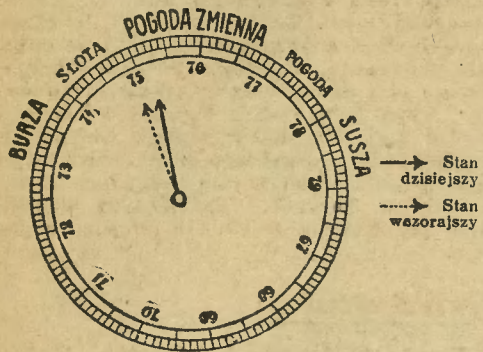 POGODA ZMIENNA
SŁOTA
POGODA
BURZA
SUSZA
75
76
77
74
78
73
79
72
67
71
68
70
69
Stan
dzisiejszy
Stan
wczorajszy